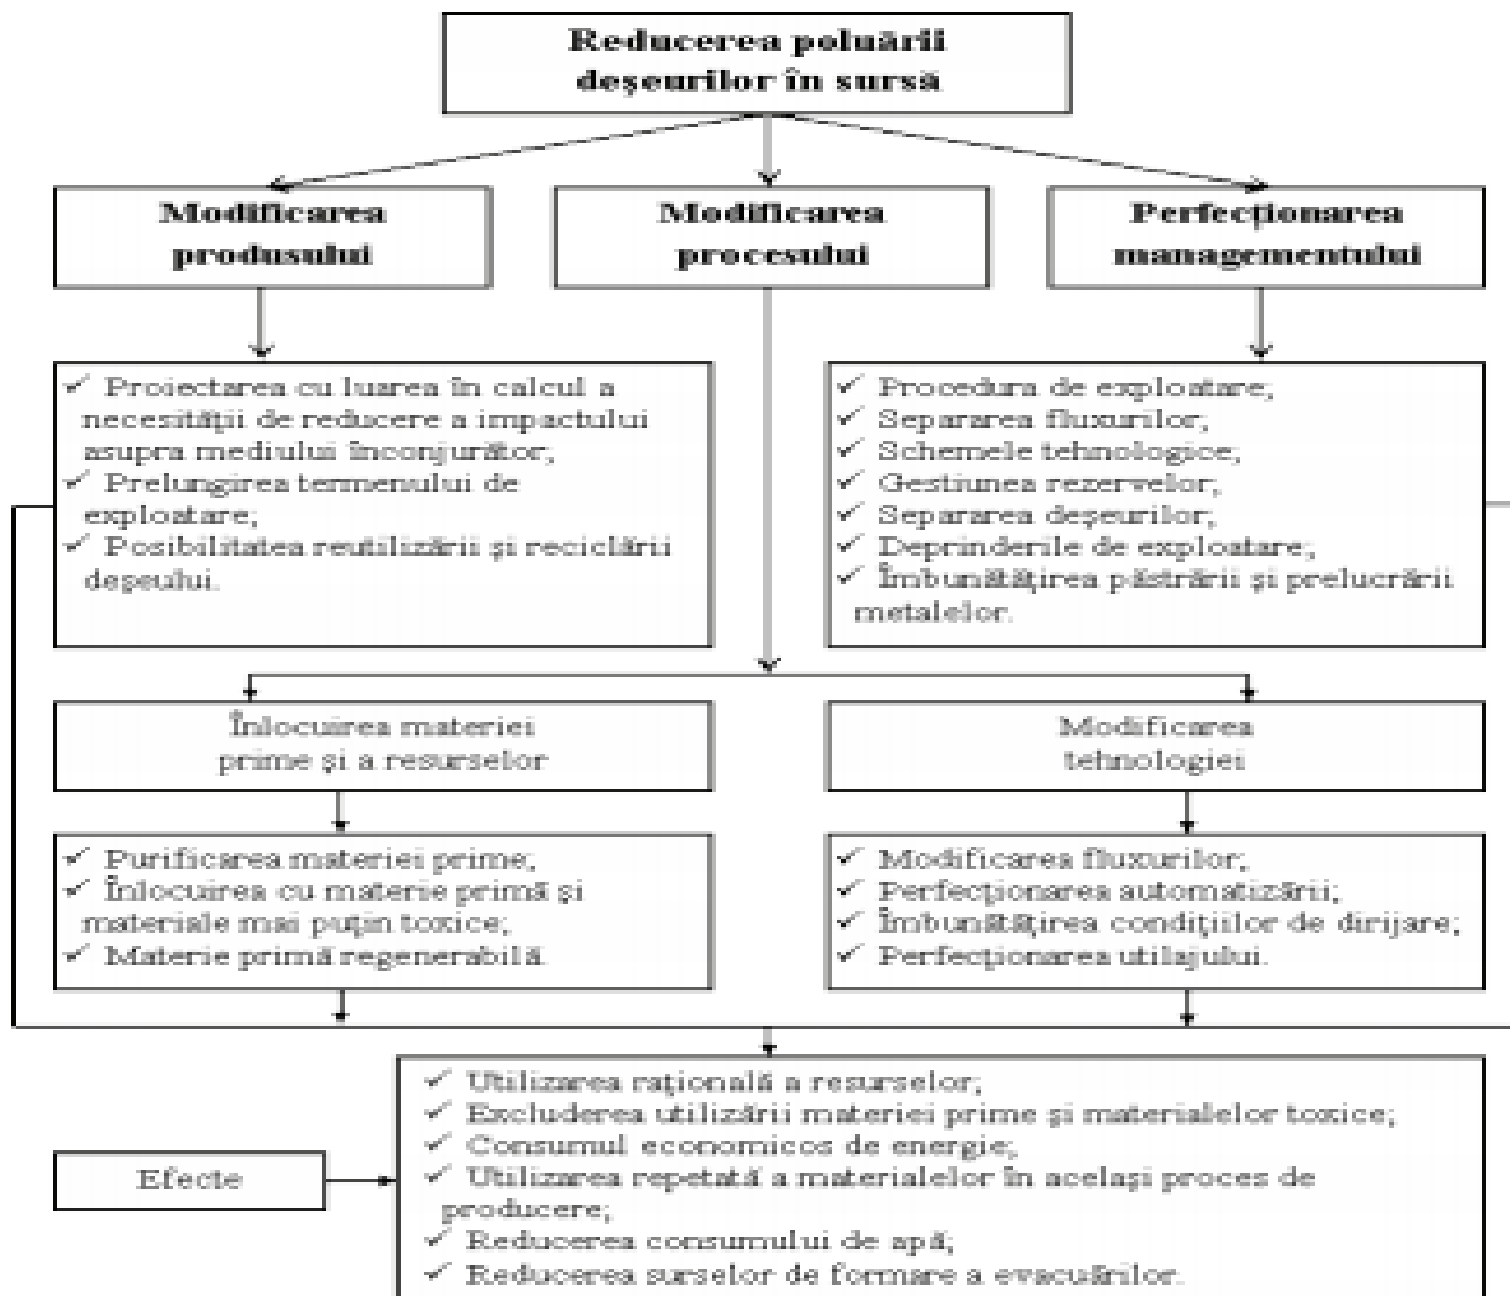 Reducerea poluării
deşeurilor în sursă
Modificarea
produsului
Modificarea
procesului
Perfecţionarea
managementului
✓ Proiectarea cu luarea în calcul a
necesităţii de reducere a impactului
asupra mediului înconjurător;
✓ Prelungirea termenului de
exploatare;
✓ Posibilitatea reutilizării şi reciclării
deşeului.
✓ Procedura de exploatare;
✓ Separarea fluxurilor;
✓ Schemele tehnologice;
✓ Gestiunea rezervelor;
✓ Separarea deşeurilor;
✓ Deprinderile de exploatare;
✓ Îmbunătăţirea păstrării şi prelucrării
metalelor.
Înlocuirea materiei
prime şi a resurselor
Modificarea
tehnologiei
✓ Purificarea materiei prime;
✓ Înlocuirea cu materie primă şi
materiale mai puţin toxice;
✓ Materie primă regenerabilă.
✓ Modificarea fluxurilor;
✓ Perfecţionarea automatizării;
✓ Îmbunătăţirea condiţiilor de dirijare;
✓ Perfecţionarea utilajului.
Efecte
✓ Utilizarea raţională a resurselor;
✓ Excluderea utilizării materiei prime şi materialelor toxice;
✓ Consumul economicos de energie;
✓ Utilizarea repetată a materialelor în acelaşi proces de
producere;
✓ Reducerea consumului de apă;
✓ Reducerea surselor de formare a evacuărilor.